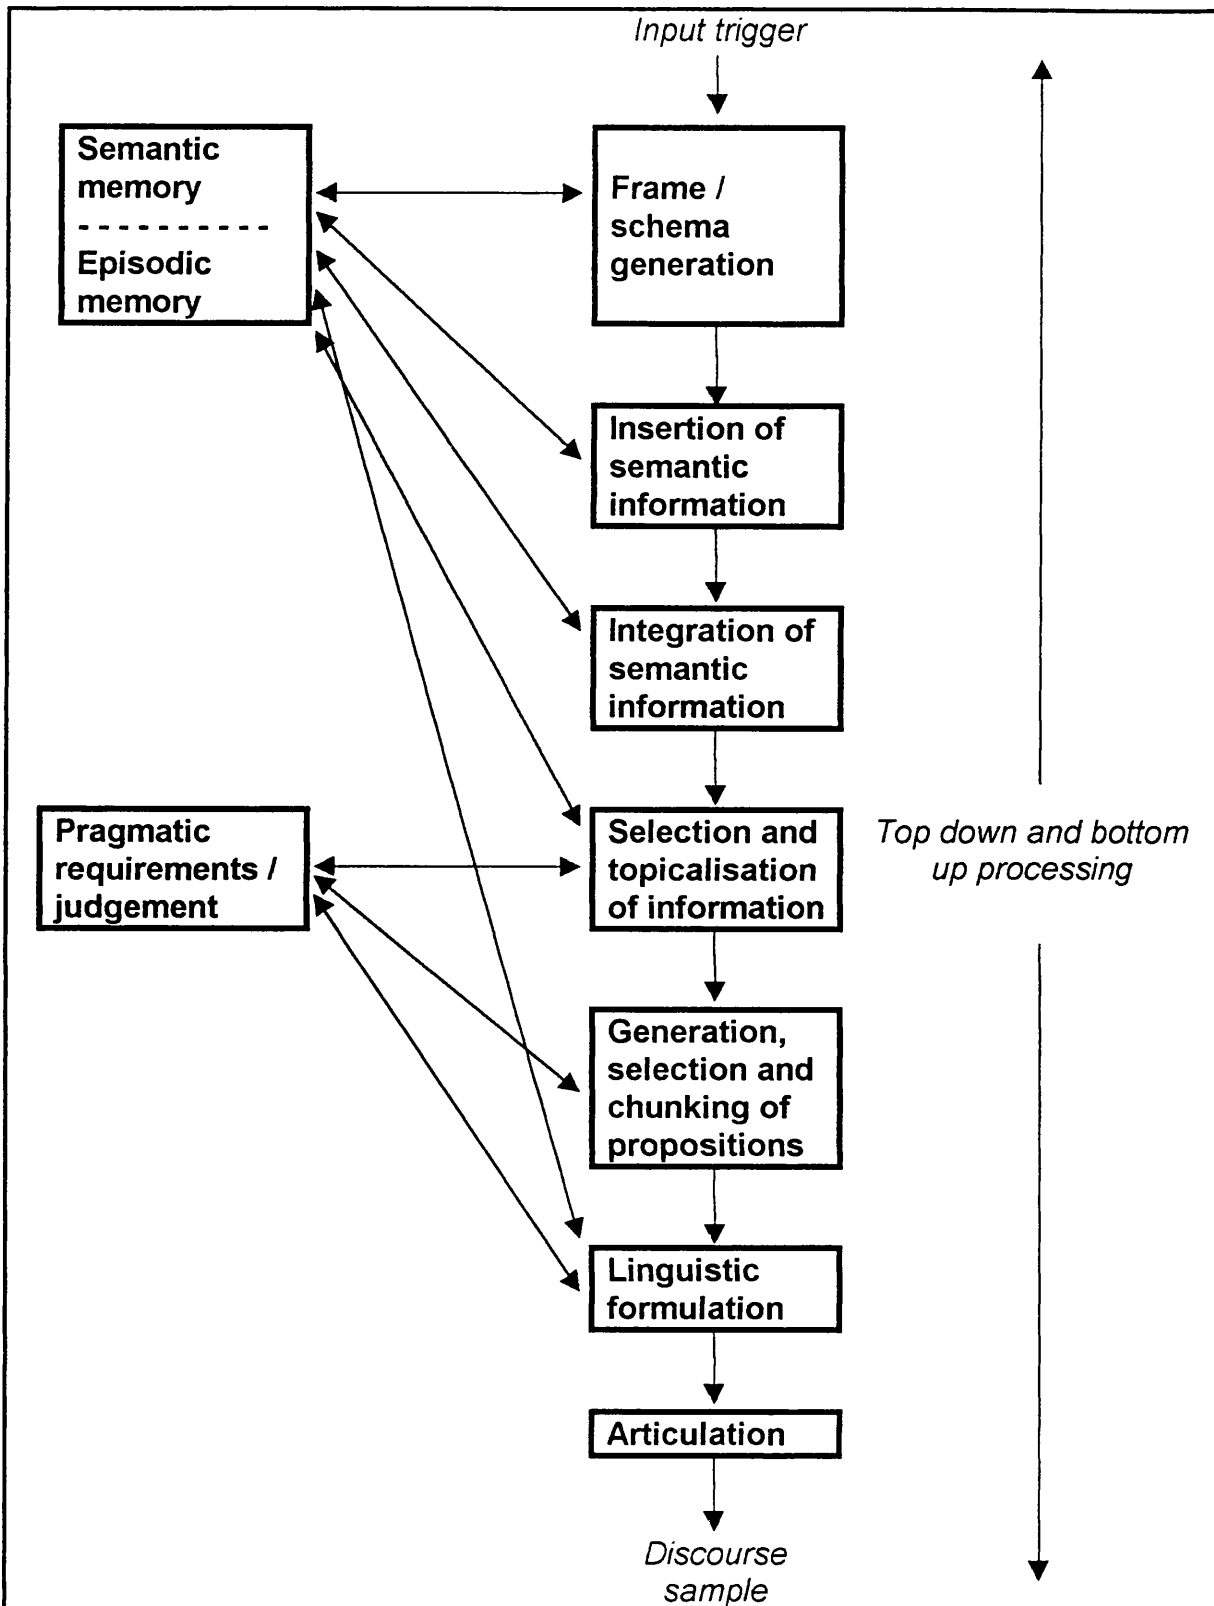 Input trigger
Semantic
memory
Episodic
memory
Frame /
schema
generation
Insertion of
semantic
information
Integration of
semantic
information
Pragmatic
requirements /
judgement
Selection and
topicalisation
of information
Top down and bottom
up processing
Generation,
selection and
chunking of
propositions
Linguistic
formulation
Articulation
Discourse
sample